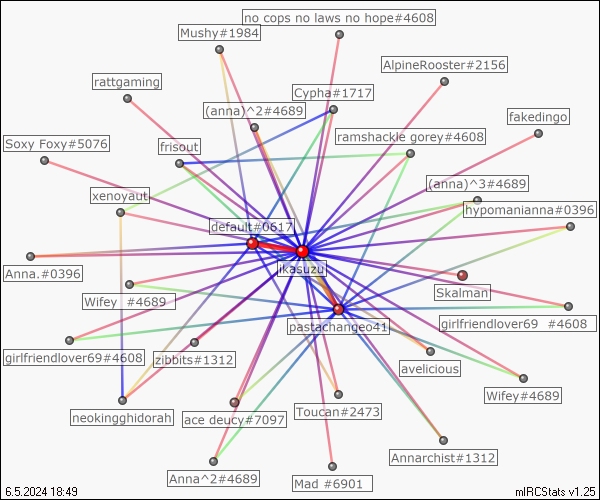 no cops no laws no hope#4608
Mushy#1984
AlpineRooster#2156
rattgaming
Cypha#1717
(anna)^2#4689
fakedingo
ramshackle gorey#4608
Soxy Foxy#5076
frisout
(anna)^3#4689
xenoyaut
hypomanianna#0396
default#0617
ikasuzu
Anna.#0396
Skalman
Wifey #4689
girlfriendlover69 #4608
pastachangeo41
girlfriendlover69#4608
zibbits#1312
avelicious
Wifey#4689
neokingghidorah
ace deucy#7097
Toucan#2473
Annarchist#1312
Anna^2#4689
Mad #6901
6.5.2024 18:49
mIRCStats v1.25